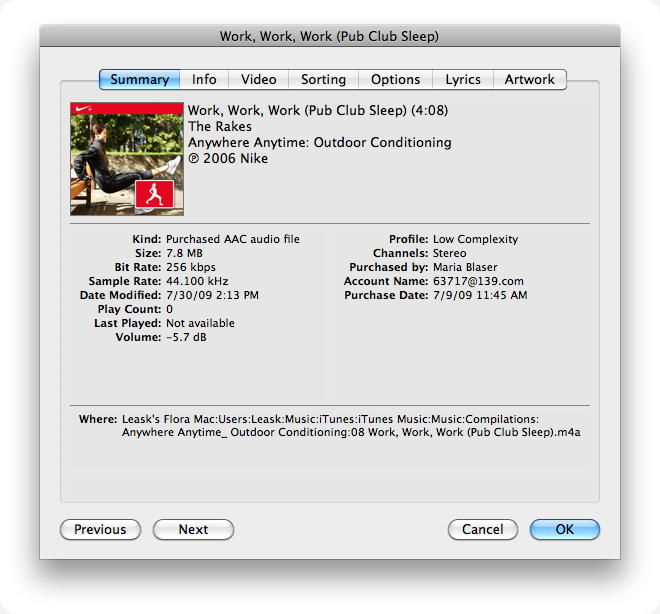 Work, Work, Work (Pub Club Sleep)
Summary Info Video Sorting Options Lyrics Artwork
Work, Work, Work (Pub Club Sleep) (4:08)
The Rakes
Anywhere Anytime: Outdoor Conditioning
℗ 2006 Nike
Kind: Purchased AAC audio file
Size: 7.8 MB
Bit Rate: 256 kbps
Sample Rate: 44.100 kHz
Date Modified: 7/30/09 2:13 PM
Play Count: 0
Last Played: Not available
Volume: -5.7 dB
Profile: Low Complexity
Channels: Stereo
Purchased by: Maria Blaser
Account Name: 63717@139.com
Purchase Date: 7/9/09 11:45 AM
Where: Leask's Flora Mac:Users:Leask:Music:iTunes:iTunes Music:Music:Compilations:
Anywhere Anytime_ Outdoor Conditioning:08 Work, Work, Work (Pub Club Sleep).m4a
Previous Next Cancel OK